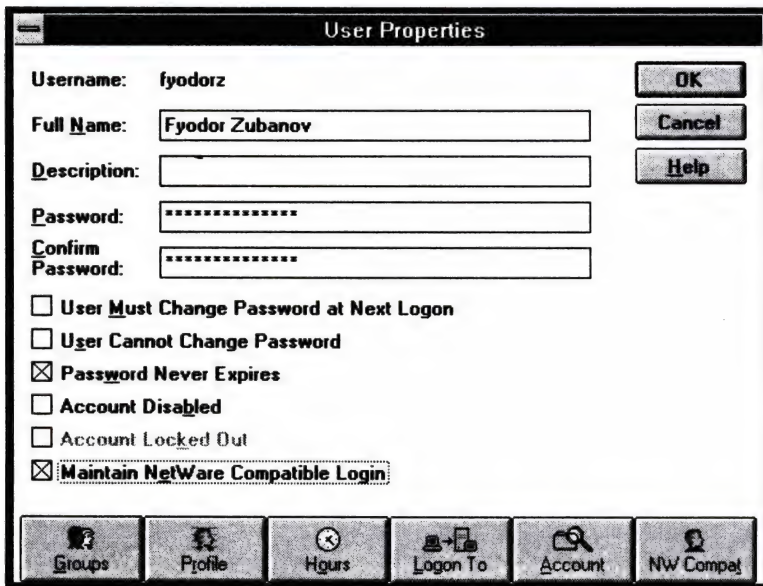 User Properties
Username: fyodorz
OK
Full Name: Fyodor Zubanov
Cancel
Description:
Help
Password: **************
Confirm
Password: **************
User Must Change Password at Next Logon
User Cannot Change Password
Password Never Expires
Account Disabled
Account Locked Out
Maintain NetWare Compatible Login
Groups
Profile
Hours
Logon To
Account
NW Compat